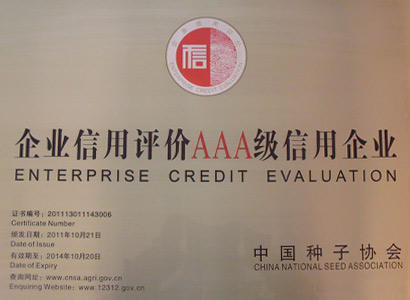 信
ENTERPRISE CREDIT EVALUATION
企业信用评价AAA级信用企业
ENTERPRISE CREDIT EVALUATION
证书编号：201113011143006
Certificate Number
颁发日期：2011年10月21日
Date of Issue
有效期至：2014年10月20日
Date of Expiry
查询网址：www.cnsa.agri.gov.cn
Enquiring Website：www.12312.gov.cn
中国种子协会
CHINA NATIONAL SEED ASSOCIATION